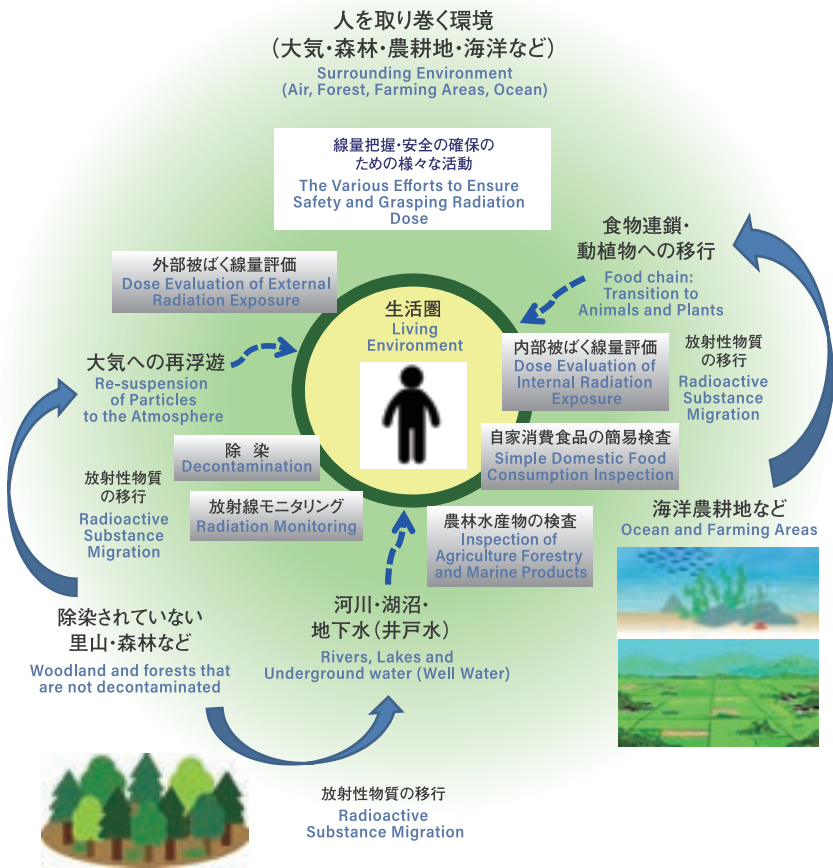 人を取り巻く環境
（大気・森林・農耕地・海洋など）
Surrounding Environment
(Air, Forest, Farming Areas, Ocean)
線量把握・安全の確保の
ための様々な活動
The Various Efforts to Ensure
Safety and Grasping Radiation
Dose
食物連鎖・
動植物への移行
Food chain:
Transition to
Animals and Plants
外部被ばく線量評価
Dose Evaluation of External
Radiation Exposure
生活圏
Living
Environment
内部被ばく線量評価
Dose Evaluation of
Internal Radiation
Exposure
放射性物質
の移行
Radioactive
Substance
Migration
大気への再浮遊
Re-suspension
of Particles
to the Atmosphere
除 染
Decontamination
自家消費食品の簡易検査
Simple Domestic Food
Consumption Inspection
放射性物質
の移行
Radioactive
Substance
Migration
放射線モニタリング
Radiation Monitoring
農林水産物の検査
Inspection of
Agriculture Forestry
and Marine Products
海洋農耕地など
Ocean and Farming Areas
除染されていない
里山・森林など
Woodland and forests that
are not decontaminated
河川・湖沼・
地下水（井戸水）
Rivers, Lakes and
Underground water (Well Water)
放射性物質の移行
Radioactive
Substance Migration